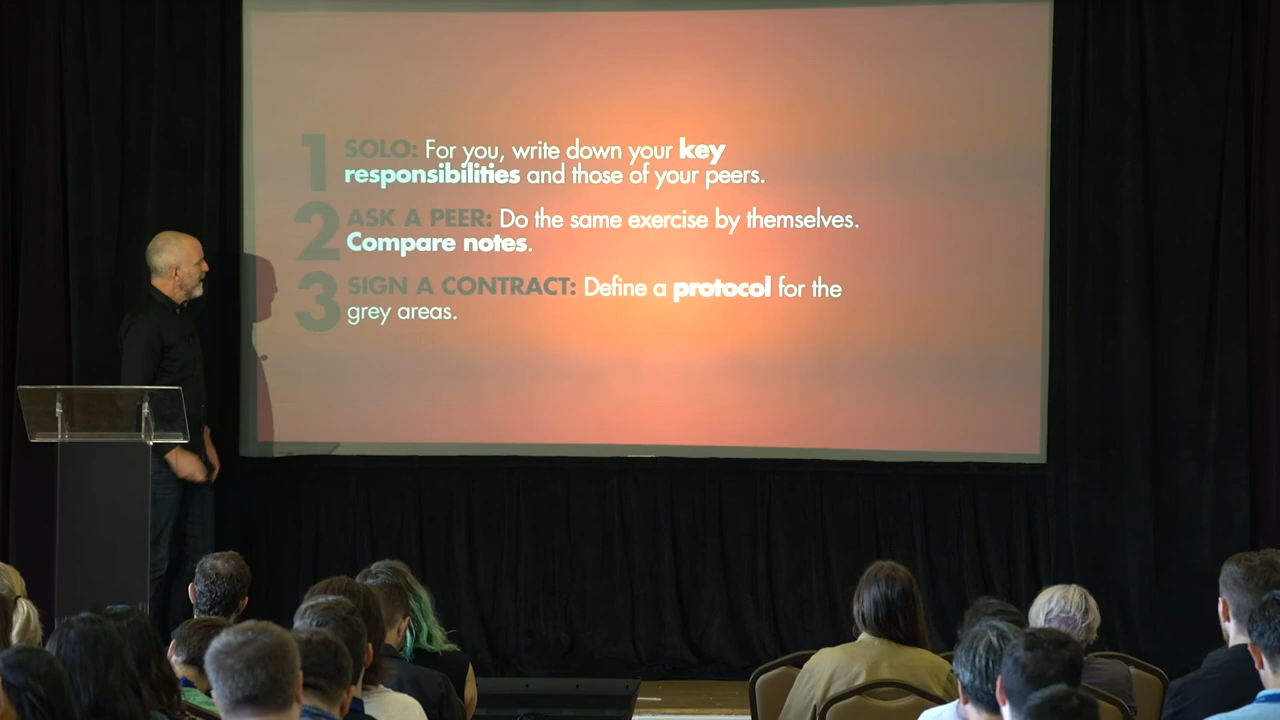 1 SOLO: For you, write down your key
responsibilities and those of your peers.
2 ASK A PEER: Do the same exercise by themselves.
Compare notes.
3 SIGN A CONTRACT: Define a protocol for the
grey areas.